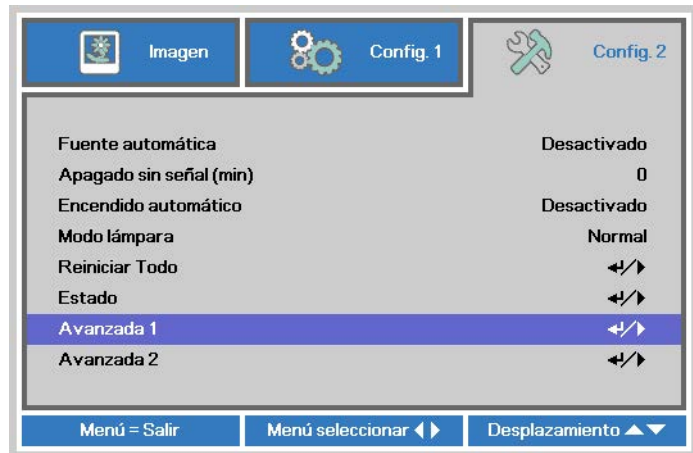 Imagen
Config. 1
Config. 2
Fuente automática Desactivado
Apagado sin señal (min) 0
Encendido automático Desactivado
Modo lámpara Normal
Reiniciar Todo ↵/▶
Estado ↵/▶
Avanzada 1 ↵/▶
Avanzada 2 ↵/▶
Menú = Salir
Menú seleccionar ◀▶
Desplazamiento ▲▼